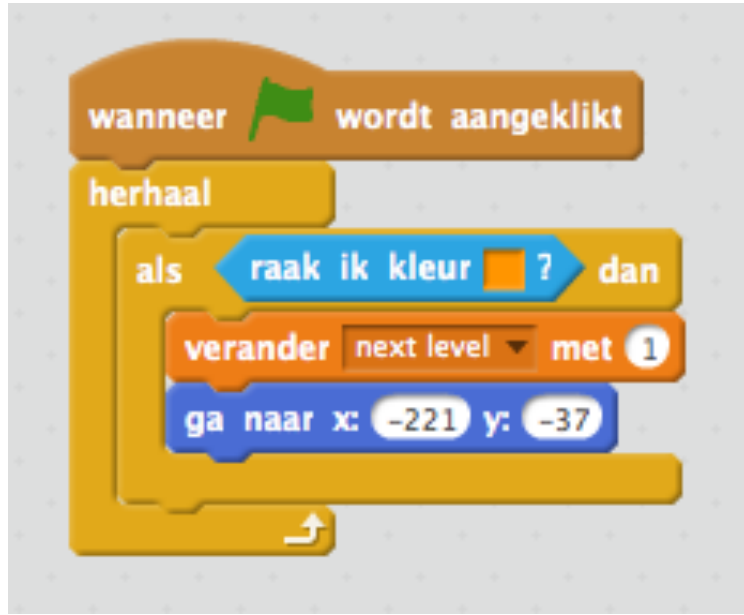 wanneer wordt aangeklikt
herhaal
als raak ik kleur ? dan
verander next level met 1
ga naar x: -221 y: -37